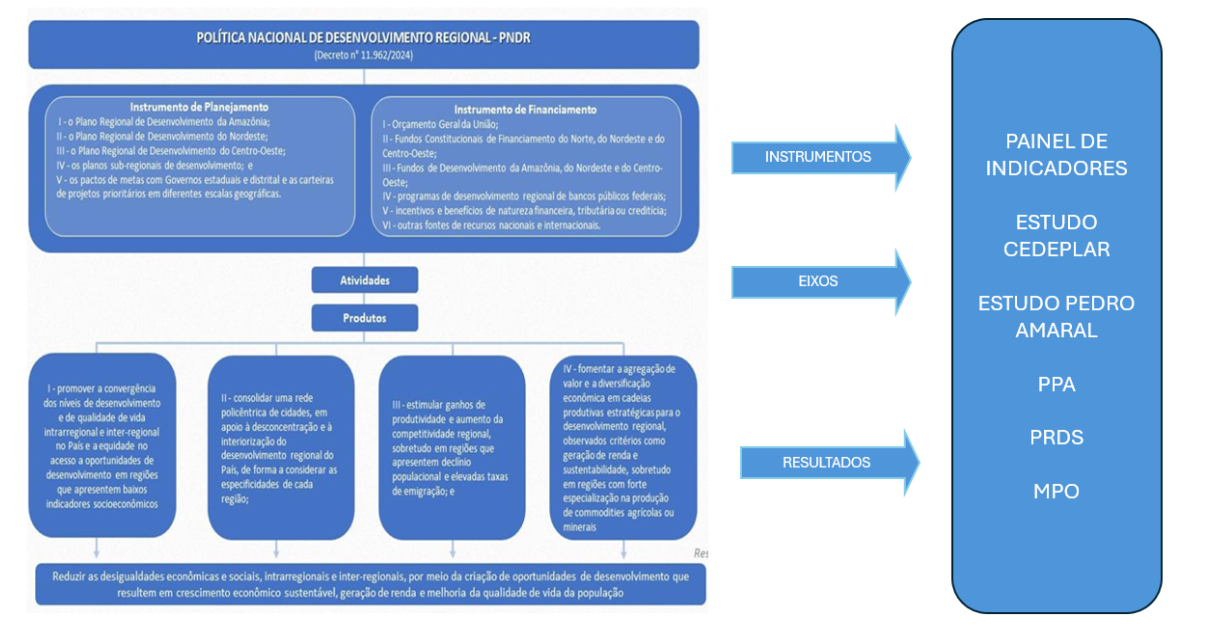 POLÍTICA NACIONAL DE DESENVOLVIMENTO REGIONAL - PNDR
(Decreto n° 11.962/2024)
Instrumento de Planejamento
I - o Plano Regional de Desenvolvimento da Amazônia;
II - o Plano Regional de Desenvolvimento do Nordeste;
III - o Plano Regional de Desenvolvimento do Centro-Oeste;
IV - os planos sub-regionais de desenvolvimento; e
V - os pactos de metas com Governos estaduais e distrital e as carteiras
de projetos prioritários em diferentes escalas geográficas.
Instrumento de Financiamento
I - Orçamento Geral da União;
II - Fundos Constitucionais de Financiamento do Norte, do Nordeste e do
Centro-Oeste;
III - Fundos de Desenvolvimento da Amazônia, do Nordeste e do Centro-
Oeste;
IV - programas de desenvolvimento regional de bancos públicos federais;
V - incentivos e benefícios de natureza financeira, tributária ou creditícia;
VI - outras fontes de recursos nacionais e internacionais.
Atividades
Produtos
I - promover a convergência
dos níveis de desenvolvimento
e de qualidade de vida
intrarregional e inter-regional
no País e a equidade no
acesso a oportunidades de
desenvolvimento em regiões
que apresentem baixos
indicadores socioeconômicos
II - consolidar uma rede
policêntrica de cidades, em
apoio à desconcentração e à
interiorização do
desenvolvimento regional do
País, de forma a considerar as
especificidades de cada
região;
III - estimular ganhos de
produtividade e aumento da
competitividade regional,
sobretudo em regiões que
apresentem declínio
populacional e elevadas taxas
de emigração; e
IV - fomentar a agregação de
valor e a diversificação
econômica em cadeias
produtivas estratégicas para o
desenvolvimento regional,
observados critérios como
geração de renda e
sustentabilidade, sobretudo
em regiões com forte
especialização na produção
de commodities agrícolas ou
minerais
Res
Reduzir as desigualdades econômicas e sociais, intrarregionais e inter-regionais, por meio da criação de oportunidades de desenvolvimento que
resultem em crescimento econômico sustentável, geração de renda e melhoria da qualidade de vida da população
INSTRUMENTOS
EIXOS
RESULTADOS
PAINEL DE
INDICADORES
ESTUDO
CEDEPLAR
ESTUDO PEDRO
AMARAL
PPA
PRDS
MPO